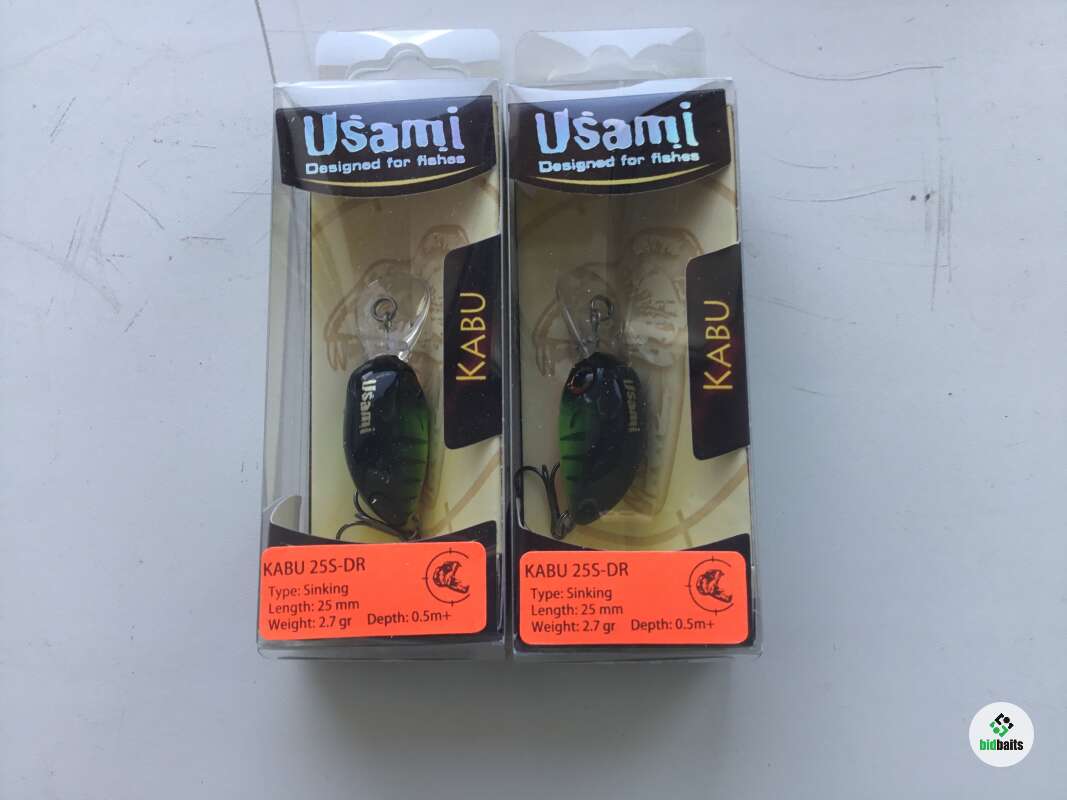 Usami
Designed for fishes
KABU
Usami
KABU 25S-DR
Type: Sinking
Length: 25 mm
Weight: 2.7 gr Depth: 0.5m+
Usami
Designed for fishes
KABU
Usami
KABU 25S-DR
Type: Sinking
Length: 25 mm
Weight: 2.7 gr Depth: 0.5m+
bidbaits